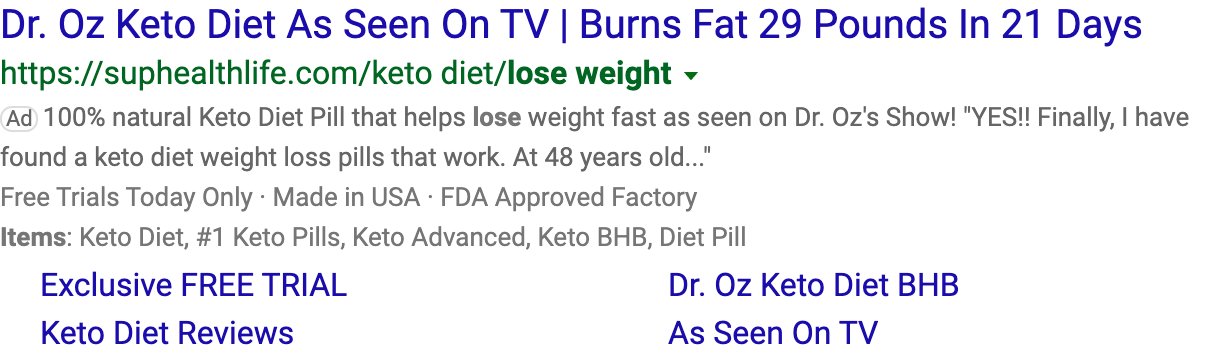 Dr. Oz Keto Diet As Seen On TV | Burns Fat 29 Pounds In 21 Days
https://suphealthlife.com/keto diet/lose weight
Ad 100% natural Keto Diet Pill that helps lose weight fast as seen on Dr. Oz's Show! "YES!! Finally, I have
found a keto diet weight loss pills that work. At 48 years old..."
Free Trials Today Only · Made in USA · FDA Approved Factory
Items: Keto Diet, #1 Keto Pills, Keto Advanced, Keto BHB, Diet Pill
Exclusive FREE TRIAL
Dr. Oz Keto Diet BHB
Keto Diet Reviews
As Seen On TV